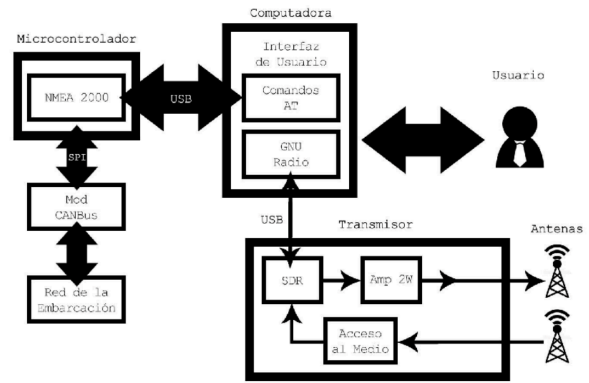 Computadora
Microcontrolador
Interfaz
de Usuario
Usuario
NMEA 2000
USB
Comandos
AT
GNU
Radio
SPI
Mod
CANBus
USB
Transmisor
Antenas
Red de la
Embarcación
SDR
Amp 2W
Acceso
al Medio